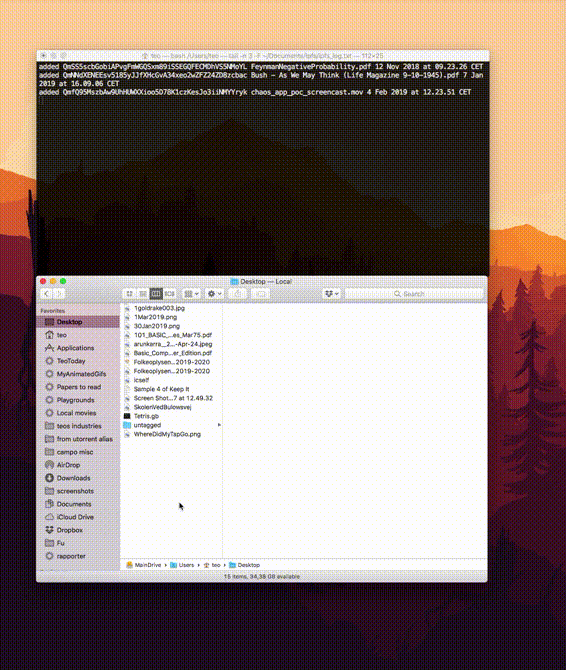 teo — bash /Users/teo — tail -n 3 -F ~/Documents/ipfs/ipfs_log.txt — 112×25
added QmSS5scbGobiAPvgFmWGQSxm89iSSEGQFECMDhVS5NMoYL FeynmanNegativeProbability.pdf 12 Nov 2018 at 09.23.26 CET
added QmNNdXENEEsv5185yJJfXHcGvA34xeo2wZFZ24ZD8zcbac Bush - As We May Think (Life Magazine 9-10-1945).pdf 7 Jan
2019 at 16.09.06 CET
added QmfQ95MszbAw9UhHUWXXioo5D78K1czKesJo3iiNMYYryk chaos_app_poc_screencast.mov 4 Feb 2019 at 12.23.51 CET
Desktop — Local
Search
Favorites
Desktop
teo
Applications
TeoToday
MyAnimatedGifs
Papers to read
Playgrounds
Local movies
teos industries
from utorrent alias
campo misc
AirDrop
Downloads
screenshots
Documents
iCloud Drive
Dropbox
Fu
rapporter
1goldrake003.jpg
1Mar2019.png
30Jan2019.png
101_BASIC_...es_Mar75.pdf
arunkerra__2...-Apr-24.jpeg
Basic_Comp...er_Edition.pdf
Folkeoplysen...2019-2020
Folkeoplysen...2019-2020
icself
Sample 4 of Keep It
Screen Shot...7 at 12.49.32
SkolenVedBulowsvej
Tetris.gb
untagged
WhereDidMyTapGo.png
MainDrive › Users › teo › Desktop
15 items, 34,38 GB available